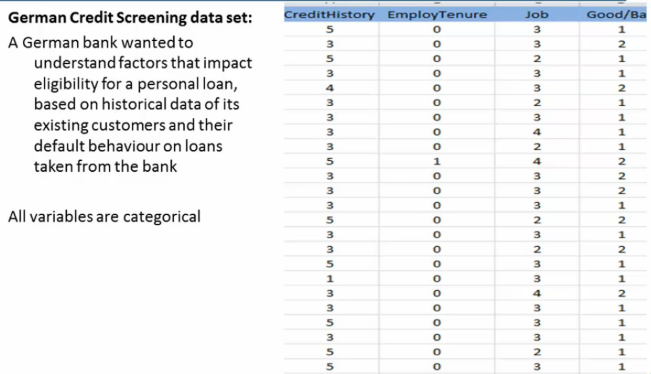 German Credit Screening data set:
A German bank wanted to
understand factors that impact
eligibility for a personal loan,
based on historical data of its
existing customers and their
default behaviour on loans
taken from the bank
All variables are categorical
CreditHistory EmployTenure Job Good/Ba
5 0 3 1
3 0 3 2
5 0 2 1
3 0 3 1
4 0 3 2
3 0 2 1
3 0 3 1
3 0 4 1
3 0 2 1
5 1 4 2
3 0 3 2
3 0 3 2
3 0 3 1
5 0 2 2
3 0 3 1
3 0 2 2
5 0 3 1
1 0 3 1
3 0 4 2
3 0 3 1
5 0 3 1
3 0 3 1
5 0 2 1
5 0 3 1